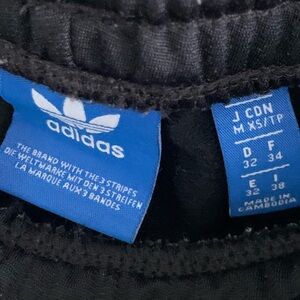 adidas
THE BRAND WITH THE 3 STRIPES
DIE WELTMARKE MIT DEN 3 STREIFEN
LA MARQUE AUX 3 BANDES
J CDN
M XS/TP
D F
32 34
E I
32 38
MADE IN
CAMBODIA